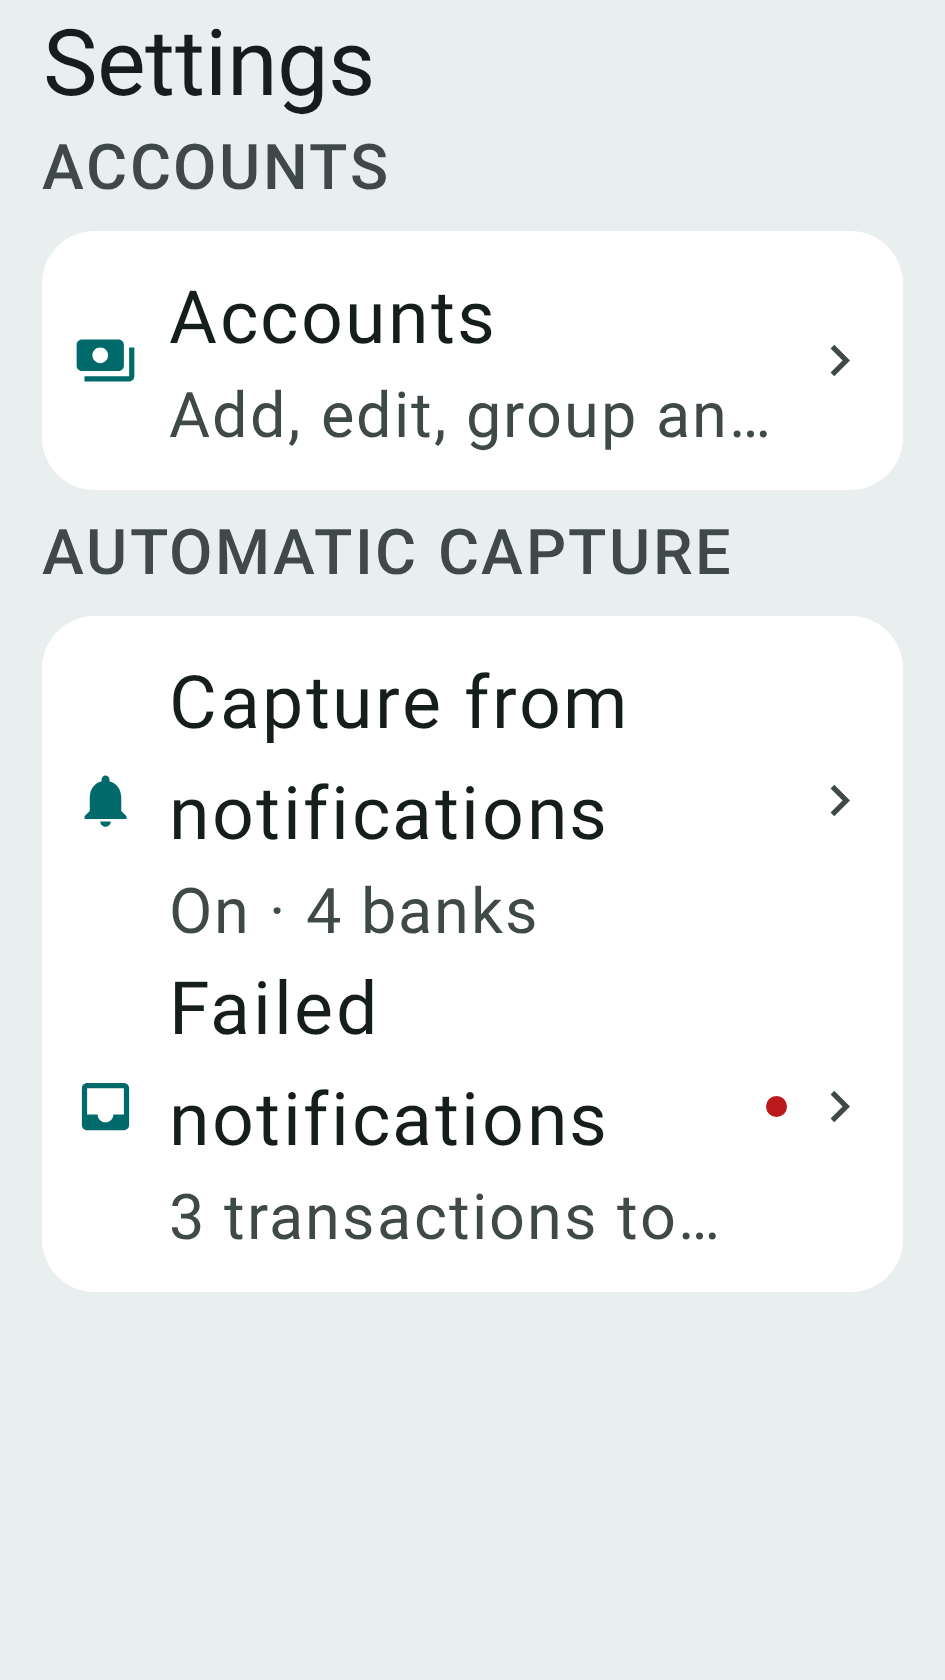 Settings
ACCOUNTS
Accounts
Add, edit, group an…
AUTOMATIC CAPTURE
Capture from
notifications
On · 4 banks
Failed
notifications
3 transactions to…